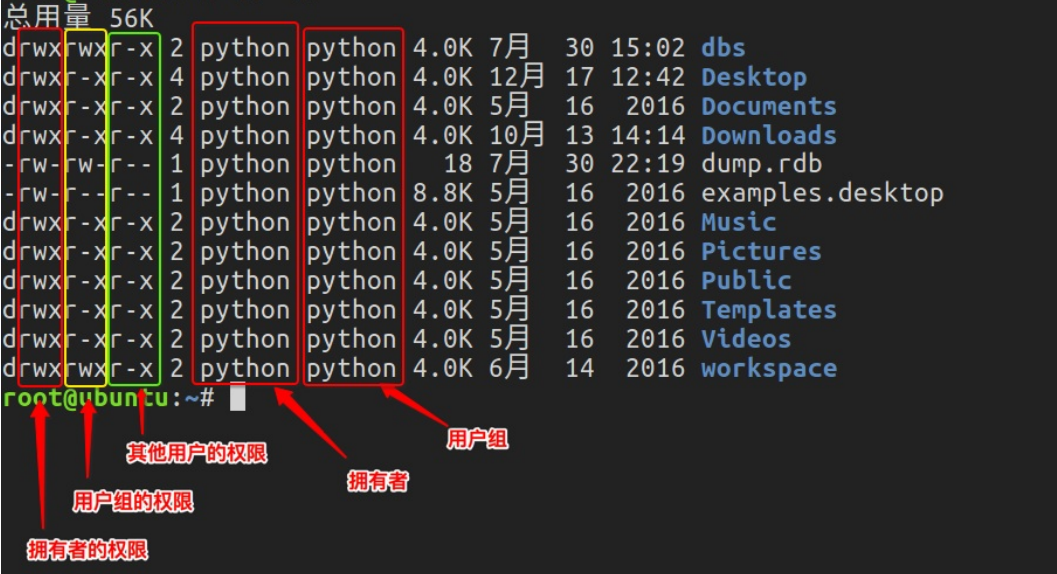 总用量 56K
drwxrwxr-x 2 python python 4.0K 7月 30 15:02 dbs
drwxr-xr-x 4 python python 4.0K 12月 17 12:42 Desktop
drwxr-xr-x 2 python python 4.0K 5月 16 2016 Documents
drwxr-xr-x 4 python python 4.0K 10月 13 14:14 Downloads
-rw-rw-r-- 1 python python 18 7月 30 22:19 dump.rdb
-rw-r--r-- 1 python python 8.8K 5月 16 2016 examples.desktop
drwxr-xr-x 2 python python 4.0K 5月 16 2016 Music
drwxr-xr-x 2 python python 4.0K 5月 16 2016 Pictures
drwxr-xr-x 2 python python 4.0K 5月 16 2016 Public
drwxr-xr-x 2 python python 4.0K 5月 16 2016 Templates
drwxr-xr-x 2 python python 4.0K 5月 16 2016 Videos
drwxrwxr-x 2 python python 4.0K 6月 14 2016 workspace
root@ubuntu:~#
用户组
其他用户的权限
拥有者
用户组的权限
拥有者的权限